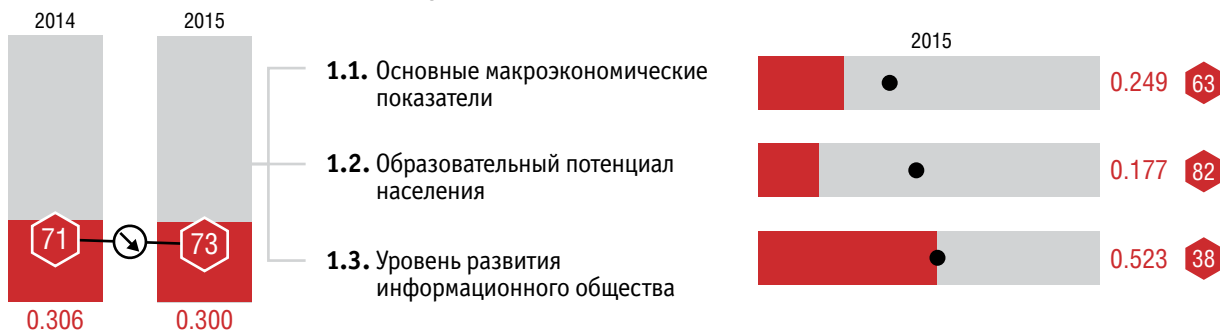 2014
2015
71
73
0.306
0.300
1.1. Основные макроэкономические
показатели
1.2. Образовательный потенциал
населения
1.3. Уровень развития
информационного общества
2015
0.249
63
0.177
82
0.523
38